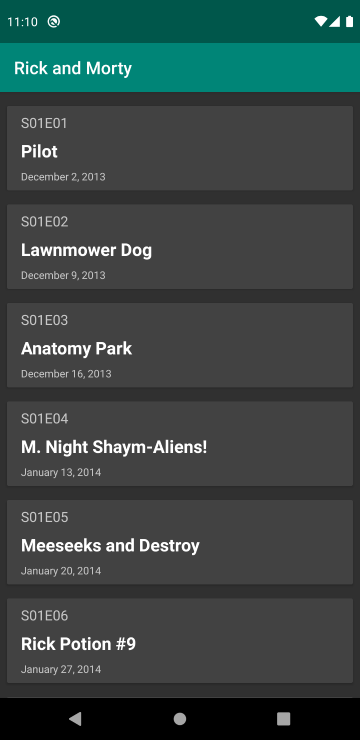 11:10
Rick and Morty
S01E01
Pilot
December 2, 2013
S01E02
Lawnmower Dog
December 9, 2013
S01E03
Anatomy Park
December 16, 2013
S01E04
M. Night Shaym-Aliens!
January 13, 2014
S01E05
Meeseeks and Destroy
January 20, 2014
S01E06
Rick Potion #9
January 27, 2014